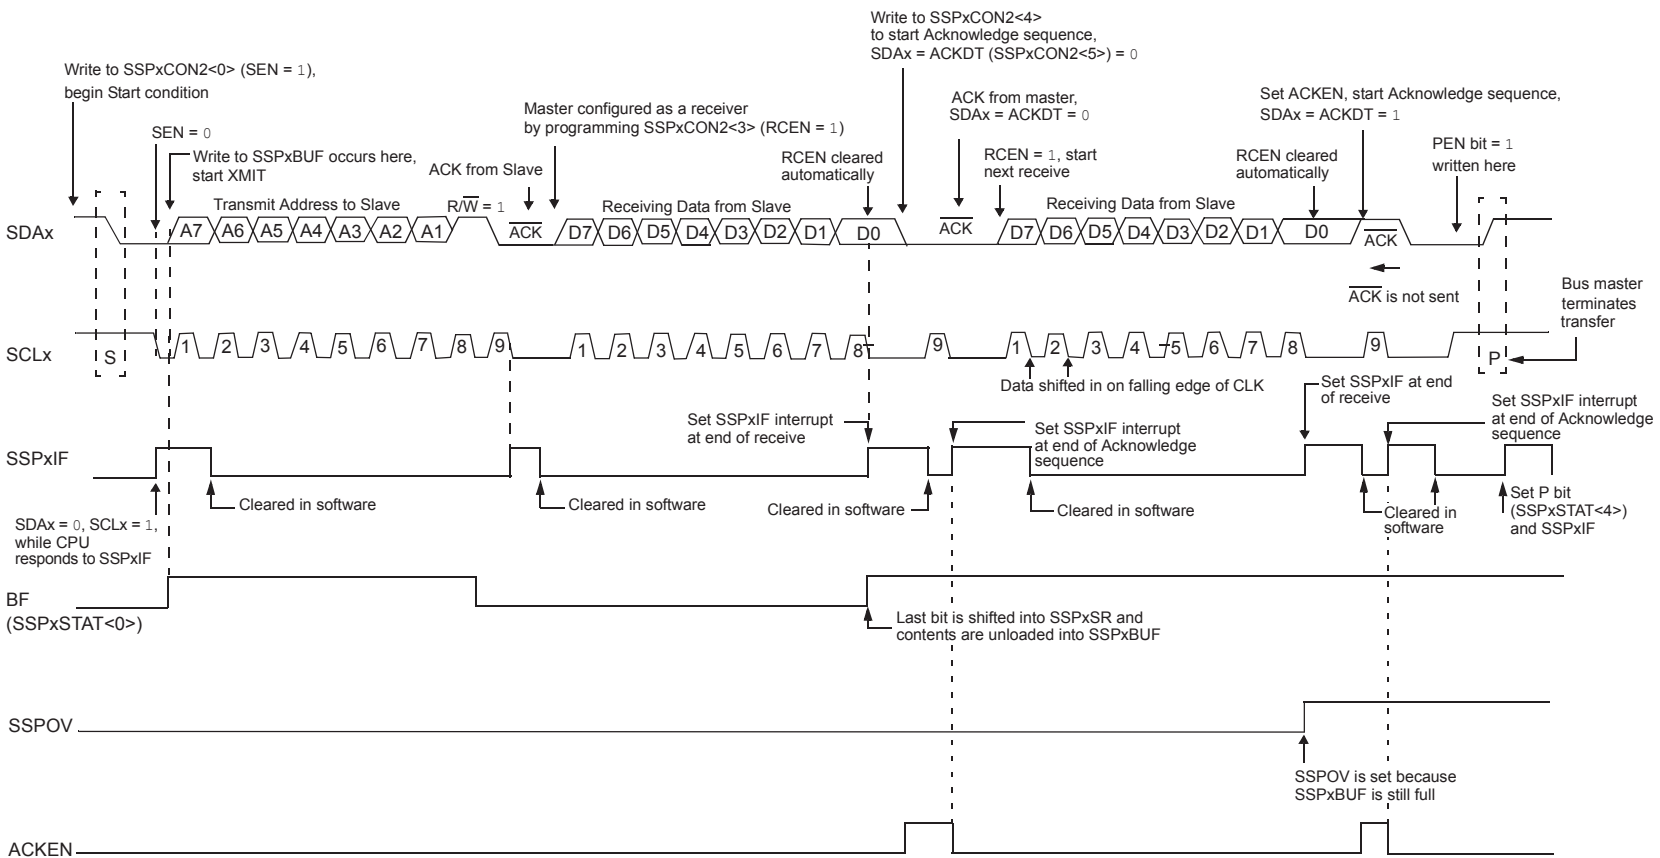 Write to SSPxCON2<4>
to start Acknowledge sequence,
SDAx = ACKDT (SSPxCON2<5>) = 0
Write to SSPxCON2<0> (SEN = 1),
begin Start condition
ACK from master,
SDAx = ACKDT = 0
Set ACKEN, start Acknowledge sequence,
SDAx = ACKDT = 1
Master configured as a receiver
by programming SSPxCON2<3> (RCEN = 1)
SEN = 0
Write to SSPxBUF occurs here,
start XMIT
ACK from Slave
RCEN cleared
automatically
RCEN = 1, start
next receive
RCEN cleared
automatically
PEN bit = 1
written here
Transmit Address to Slave
R/W = 1
Receiving Data from Slave
Receiving Data from Slave
SDAx
A7 A6 A5 A4 A3 A2 A1 ACK D7 D6 D5 D4 D3 D2 D1 D0 ACK D7 D6 D5 D4 D3 D2 D1 D0 ACK
ACK is not sent
Bus master
terminates
transfer
SCLx
S 1 2 3 4 5 6 7 8 9 1 2 3 4 5 6 7 8 9 1 2 3 4 5 6 7 8 9 P
Data shifted in on falling edge of CLK
Set SSPxIF at end
of receive
Set SSPxIF interrupt
at end of receive
Set SSPxIF interrupt
at end of Acknowledge
sequence
Set SSPxIF interrupt
at end of Acknowledge
sequence
SSPxIF
Cleared in software
Cleared in software
Cleared in software
Cleared in software
Cleared in
software
Set P bit
(SSPxSTAT<4>)
and SSPxIF
SDAx = 0, SCLx = 1,
while CPU
responds to SSPxIF
BF
(SSPxSTAT<0>)
Last bit is shifted into SSPxSR and
contents are unloaded into SSPxBUF
SSPOV
SSPOV is set because
SSPxBUF is still full
ACKEN